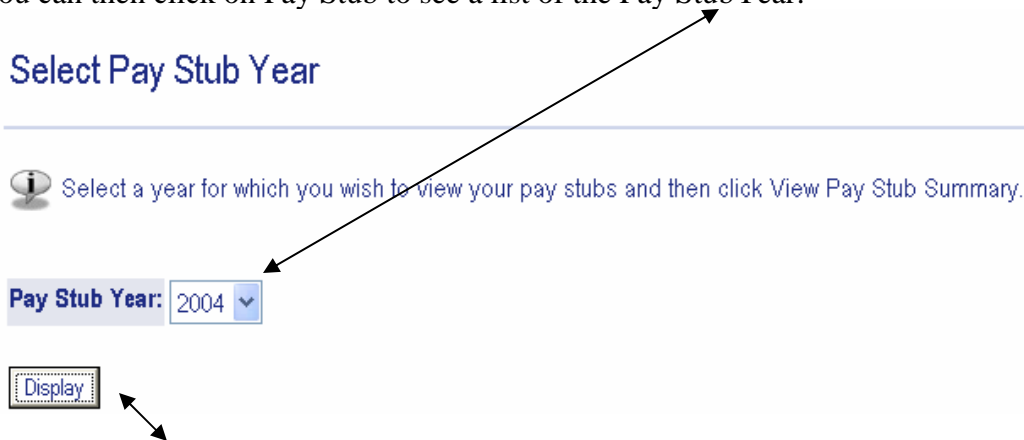 ou can then click on Pay Stub to see a list of the Pay Stub Year.
Select Pay Stub Year
Select a year for which you wish to view your pay stubs and then click View Pay Stub Summary.
Pay Stub Year: 2004
Display